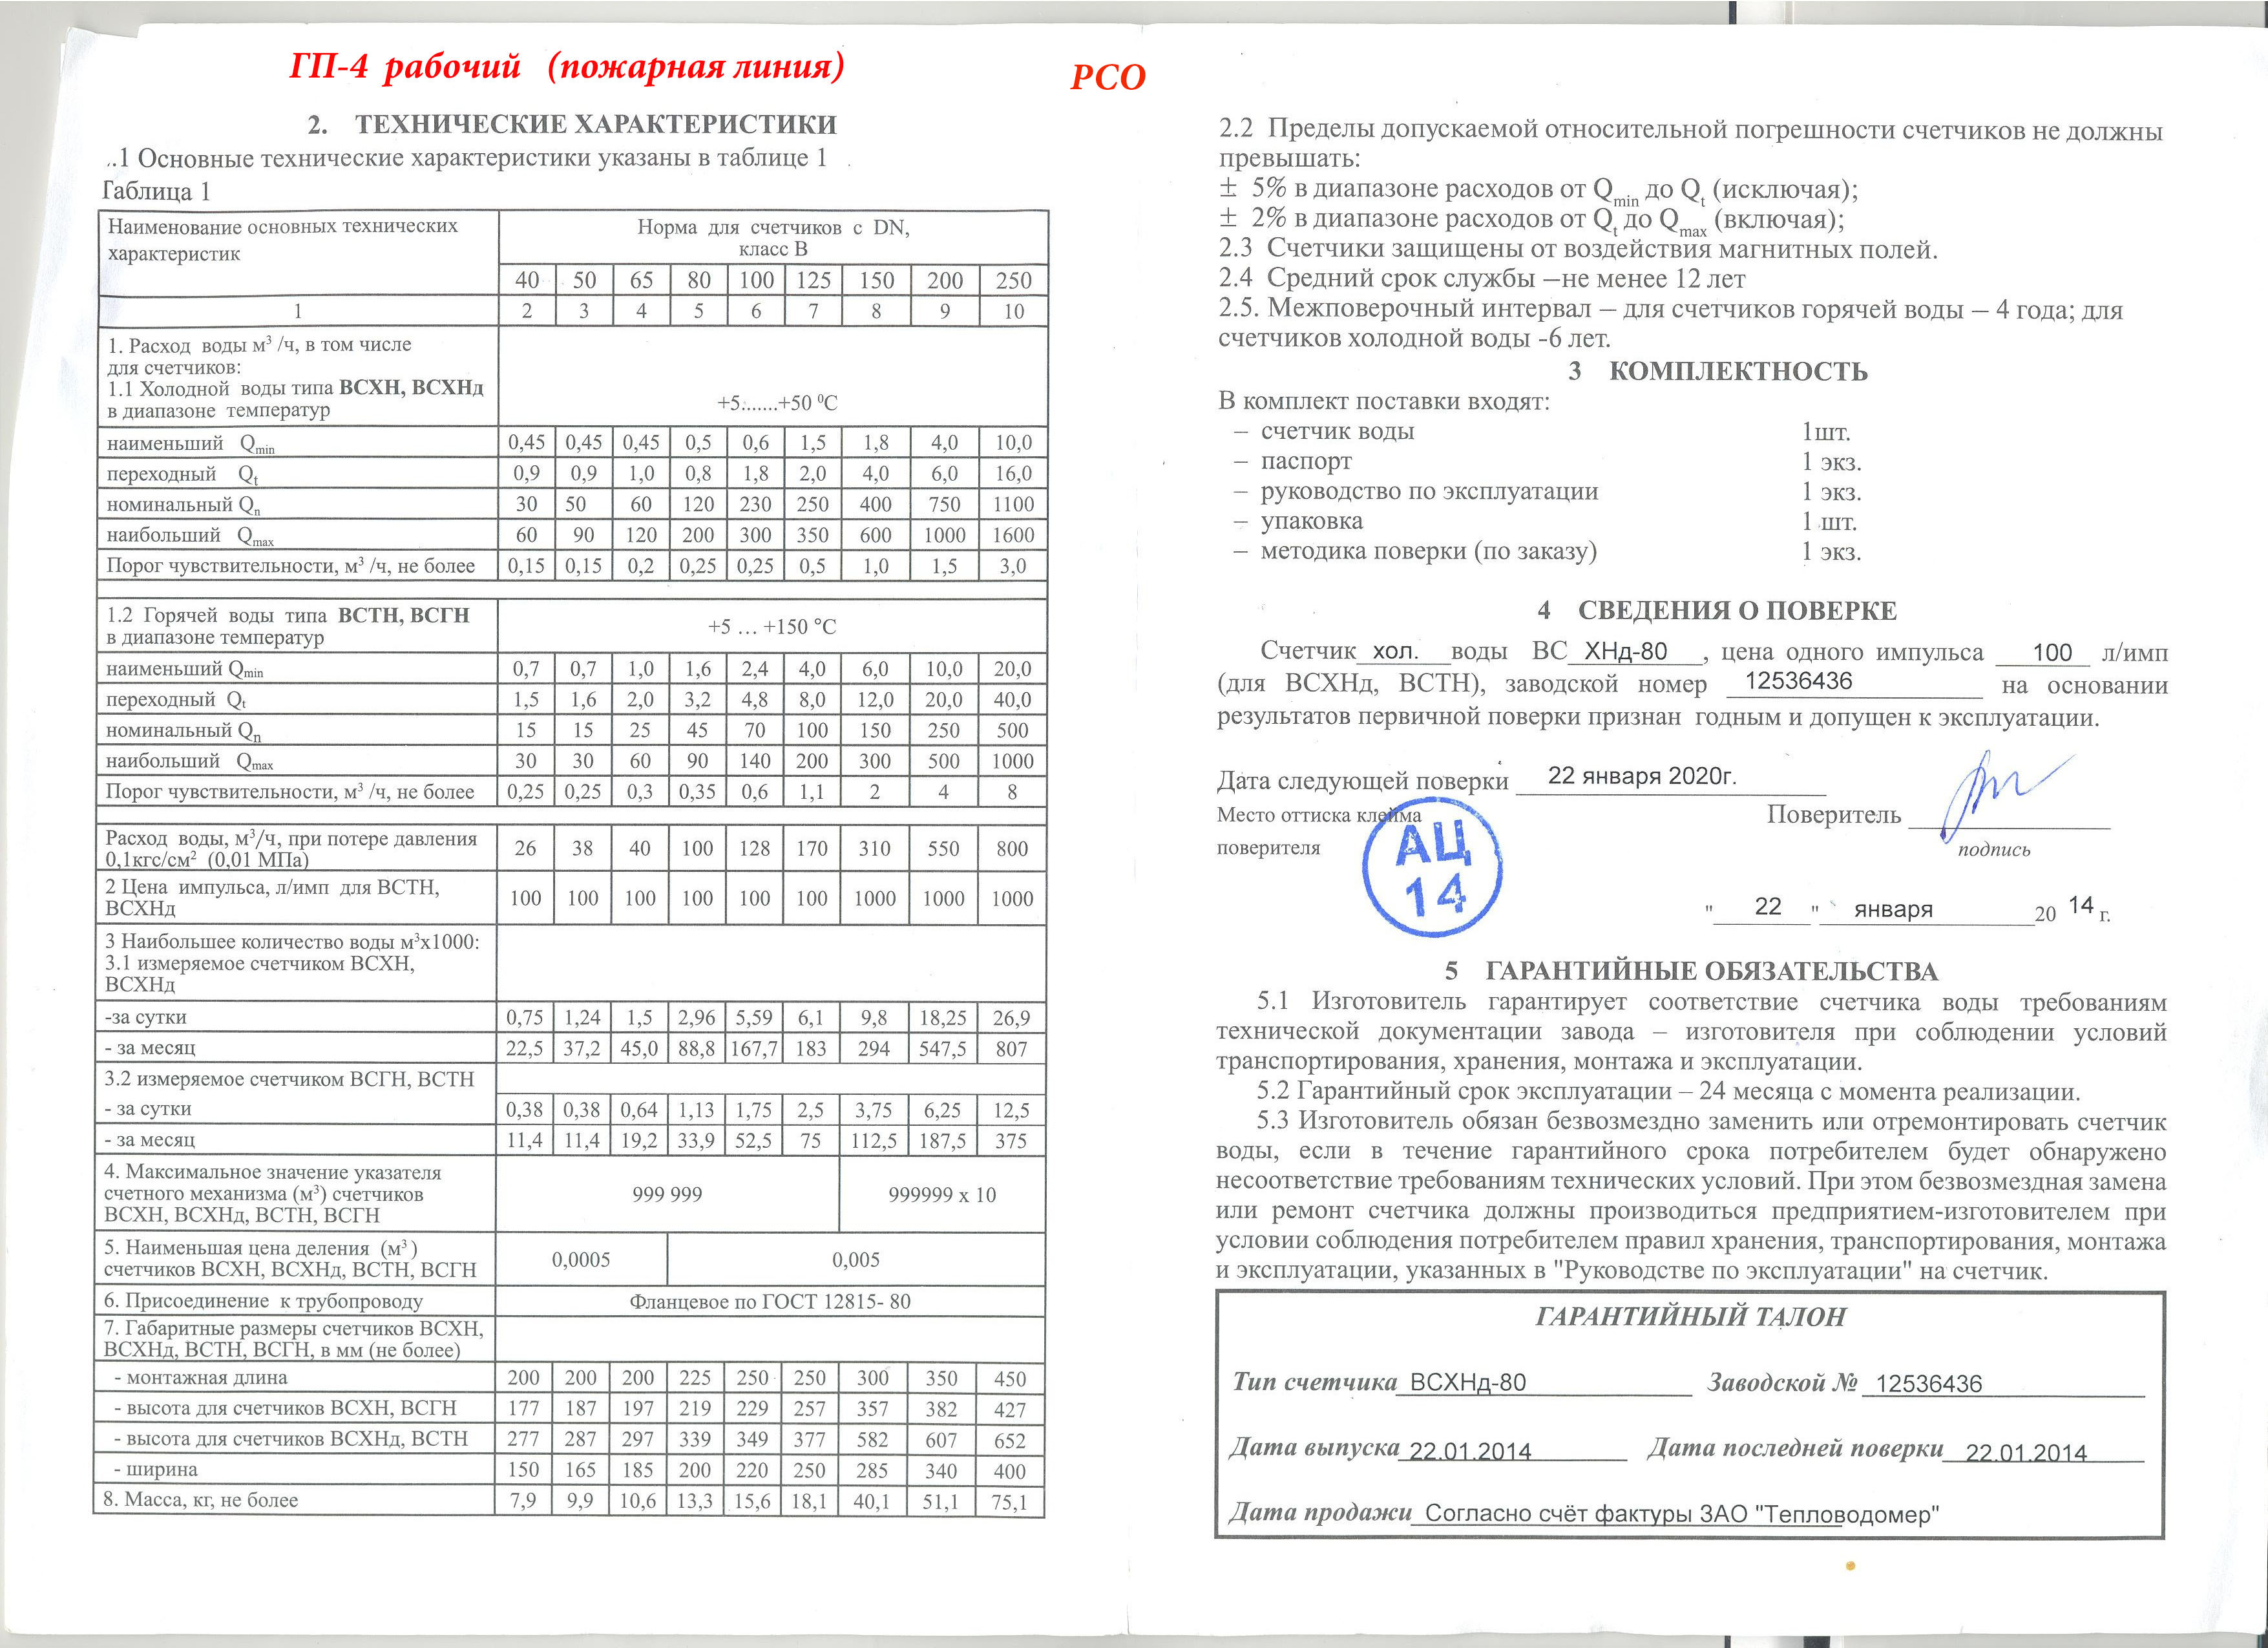 ГП-4 рабочий (пожарная линия)
РСО
2. ТЕХНИЧЕСКИЕ ХАРАКТЕРИСТИКИ
.1 Основные технические характеристики указаны в таблице 1
Таблица 1
Наименование основных технических характеристик | Норма для счетчиков с DN, класс В
40 50 65 80 100 125 150 200 250
1 2 3 4 5 6 7 8 9 10
1. Расход воды м³ /ч, в том числе
для счетчиков:
1.1 Холодной воды типа ВСХН, ВСХНд
в диапазоне температур +5.......+50 ⁰С
наименьший Qmin 0,45 0,45 0,45 0,5 0,6 1,5 1,8 4,0 10,0
переходный Qt 0,9 0,9 1,0 0,8 1,8 2,0 4,0 6,0 16,0
номинальный Qn 30 50 60 120 230 250 400 750 1100
наибольший Qmax 60 90 120 200 300 350 600 1000 1600
Порог чувствительности, м³ /ч, не более 0,15 0,15 0,2 0,25 0,25 0,5 1,0 1,5 3,0
1.2 Горячей воды типа ВСТН, ВСГН
в диапазоне температур +5 … +150 °С
наименьший Qmin 0,7 0,7 1,0 1,6 2,4 4,0 6,0 10,0 20,0
переходный Qt 1,5 1,6 2,0 3,2 4,8 8,0 12,0 20,0 40,0
номинальный Qn 15 15 25 45 70 100 150 250 500
наибольший Qmax 30 30 60 90 140 200 300 500 1000
Порог чувствительности, м³ /ч, не более 0,25 0,25 0,3 0,35 0,6 1,1 2 4 8
Расход воды, м³/ч, при потере давления
0,1кгс/см² (0,01 МПа) 26 38 40 100 128 170 310 550 800
2 Цена импульса, л/имп для ВСТН,
ВСХНд 100 100 100 100 100 100 1000 1000 1000
3 Наибольшее количество воды м³х1000:
3.1 измеряемое счетчиком ВСХН,
ВСХНд
-за сутки 0,75 1,24 1,5 2,96 5,59 6,1 9,8 18,25 26,9
- за месяц 22,5 37,2 45,0 88,8 167,7 183 294 547,5 807
3.2 измеряемое счетчиком ВСГН, ВСТН
- за сутки 0,38 0,38 0,64 1,13 1,75 2,5 3,75 6,25 12,5
- за месяц 11,4 11,4 19,2 33,9 52,5 75 112,5 187,5 375
4. Максимальное значение указателя
счетного механизма (м³) счетчиков
ВСХН, ВСХНд, ВСТН, ВСГН 999 999 999999 х 10
5. Наименьшая цена деления (м³)
счетчиков ВСХН, ВСХНд, ВСТН, ВСГН 0,0005 0,005
6. Присоединение к трубопроводу Фланцевое по ГОСТ 12815- 80
7. Габаритные размеры счетчиков ВСХН,
ВСХНд, ВСТН, ВСГН, в мм (не более)
- монтажная длина 200 200 200 225 250 250 300 350 450
- высота для счетчиков ВСХН, ВСГН 177 187 197 219 229 257 357 382 427
- высота для счетчиков ВСХНд, ВСТН 277 287 297 339 349 377 582 607 652
- ширина 150 165 185 200 220 250 285 340 400
8. Масса, кг, не более 7,9 9,9 10,6 13,3 15,6 18,1 40,1 51,1 75,1
2.2 Пределы допускаемой относительной погрешности счетчиков не должны
превышать:
± 5% в диапазоне расходов от Qmin до Qt (исключая);
± 2% в диапазоне расходов от Qt до Qmax (включая);
2.3 Счетчики защищены от воздействия магнитных полей.
2.4 Средний срок службы –не менее 12 лет
2.5. Межповерочный интервал – для счетчиков горячей воды – 4 года; для
счетчиков холодной воды -6 лет.
3 КОМПЛЕКТНОСТЬ
В комплект поставки входят:
– счетчик воды 1шт.
– паспорт 1 экз.
– руководство по эксплуатации 1 экз.
– упаковка 1 шт.
– методика поверки (по заказу) 1 экз.
4 СВЕДЕНИЯ О ПОВЕРКЕ
Счетчик хол. воды ВС ХНд-80, цена одного импульса 100 л/имп
(для ВСХНд, ВСТН), заводской номер 12536436 на основании
результатов первичной поверки признан годным и допущен к эксплуатации.
Дата следующей поверки 22 января 2020г.
Место оттиска клейма Поверитель
поверителя подпись
АЦ
14
" 22 " января 20 14 г.
5 ГАРАНТИЙНЫЕ ОБЯЗАТЕЛЬСТВА
5.1 Изготовитель гарантирует соответствие счетчика воды требованиям
технической документации завода – изготовителя при соблюдении условий
транспортирования, хранения, монтажа и эксплуатации.
5.2 Гарантийный срок эксплуатации – 24 месяца с момента реализации.
5.3 Изготовитель обязан безвозмездно заменить или отремонтировать счетчик
воды, если в течение гарантийного срока потребителем будет обнаружено
несоответствие требованиям технических условий. При этом безвозмездная замена
или ремонт счетчика должны производиться предприятием-изготовителем при
условии соблюдения потребителем правил хранения, транспортирования, монтажа
и эксплуатации, указанных в "Руководстве по эксплуатации" на счетчик.
ГАРАНТИЙНЫЙ ТАЛОН
Тип счетчика ВСХНд-80 Заводской № 12536436
Дата выпуска 22.01.2014 Дата последней поверки 22.01.2014
Дата продажи Согласно счёт фактуры ЗАО "Тепловодомер"